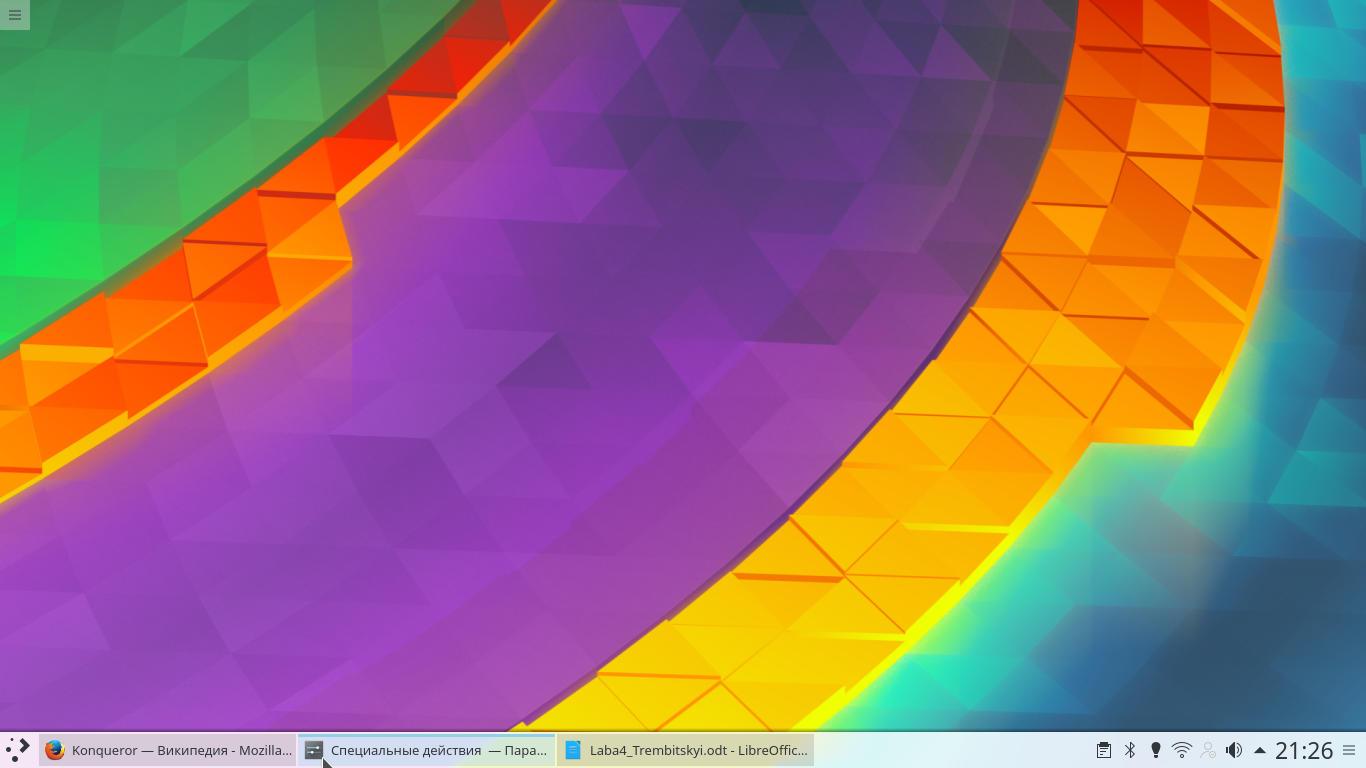 Konqueror — Википедия - Mozilla...
Специальные действия — Пара...
Laba4_Trembitskyi.odt - LibreOffic...
21:26